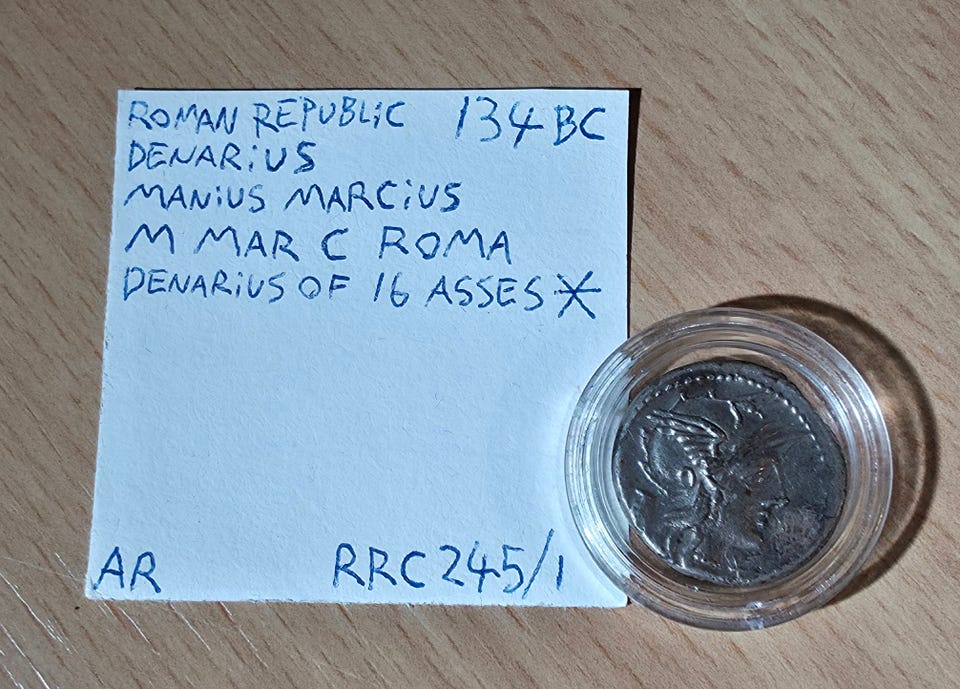 ROMAN REPUBLIC 134 BC
DENARIUS
MANIUS MARCIUS
M MAR C ROMA
DENARIUS OF 16 ASSES X
AR RRC 245/1